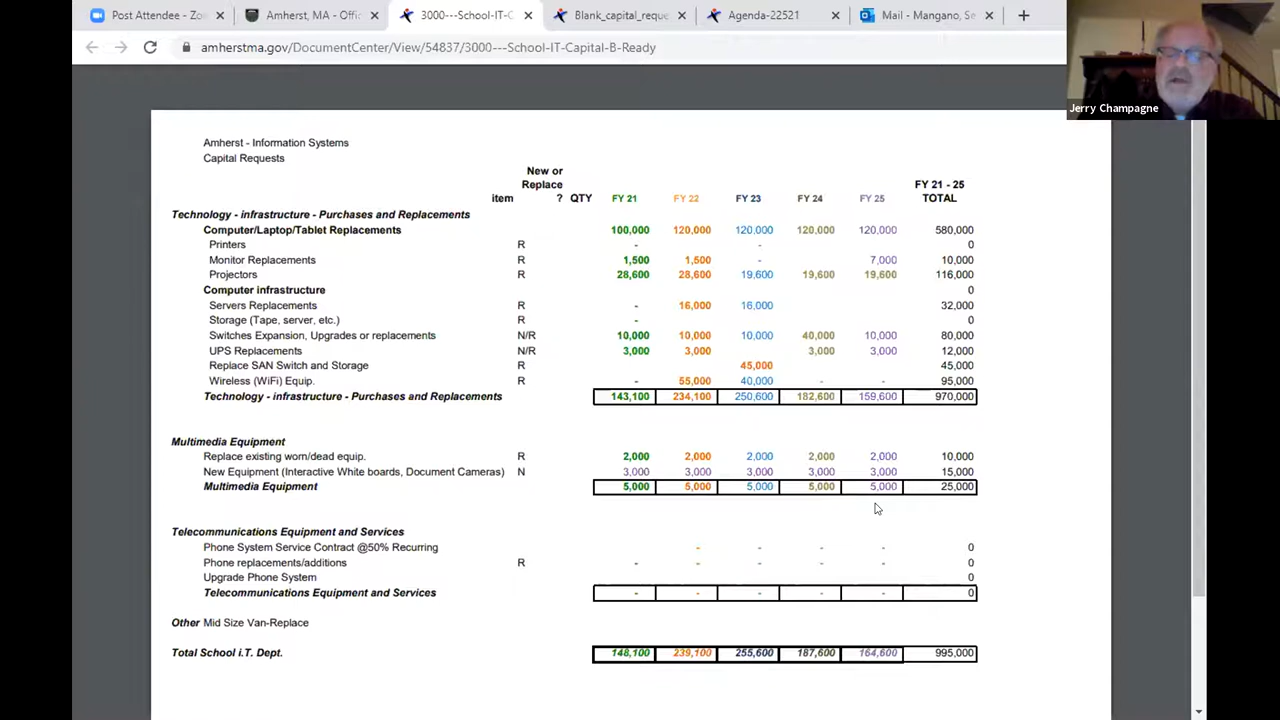 Post Attendee - Zo
Amherst, MA - Offic
3000---School-IT-C
Blank_capital_reque
Agenda-22521
Mail - Mangano, Se
amherstma.gov/DocumentCenter/View/54837/3000---School-IT-Capital-B-Ready
Jerry Champagne
Amherst - Information Systems
Capital Requests
item New or Replace ? QTY FY 21 FY 22 FY 23 FY 24 FY 25 FY 21 - 25 TOTAL
Technology - infrastructure - Purchases and Replacements
Computer/Laptop/Tablet Replacements 100,000 120,000 120,000 120,000 120,000 580,000
Printers R - - 0
Monitor Replacements R 1,500 1,500 - 7,000 10,000
Projectors R 28,600 28,600 19,600 19,600 19,600 116,000
Computer infrastructure 0
Servers Replacements R - 16,000 16,000 32,000
Storage (Tape, server, etc.) R - 0
Switches Expansion, Upgrades or replacements N/R 10,000 10,000 10,000 40,000 10,000 80,000
UPS Replacements N/R 3,000 3,000 3,000 3,000 12,000
Replace SAN Switch and Storage R 45,000 45,000
Wireless (WiFi) Equip. R - 55,000 40,000 - - 95,000
Technology - infrastructure - Purchases and Replacements 143,100 234,100 250,600 182,600 159,600 970,000
Multimedia Equipment
Replace existing worn/dead equip. R 2,000 2,000 2,000 2,000 2,000 10,000
New Equipment (Interactive White boards, Document Cameras) N 3,000 3,000 3,000 3,000 3,000 15,000
Multimedia Equipment 5,000 5,000 5,000 5,000 5,000 25,000
Telecommunications Equipment and Services
Phone System Service Contract @50% Recurring - - - - 0
Phone replacements/additions R - - - - - 0
Upgrade Phone System 0
Telecommunications Equipment and Services - - - - - 0
Other Mid Size Van-Replace
Total School i.T. Dept. 148,100 239,100 255,600 187,600 164,600 995,000